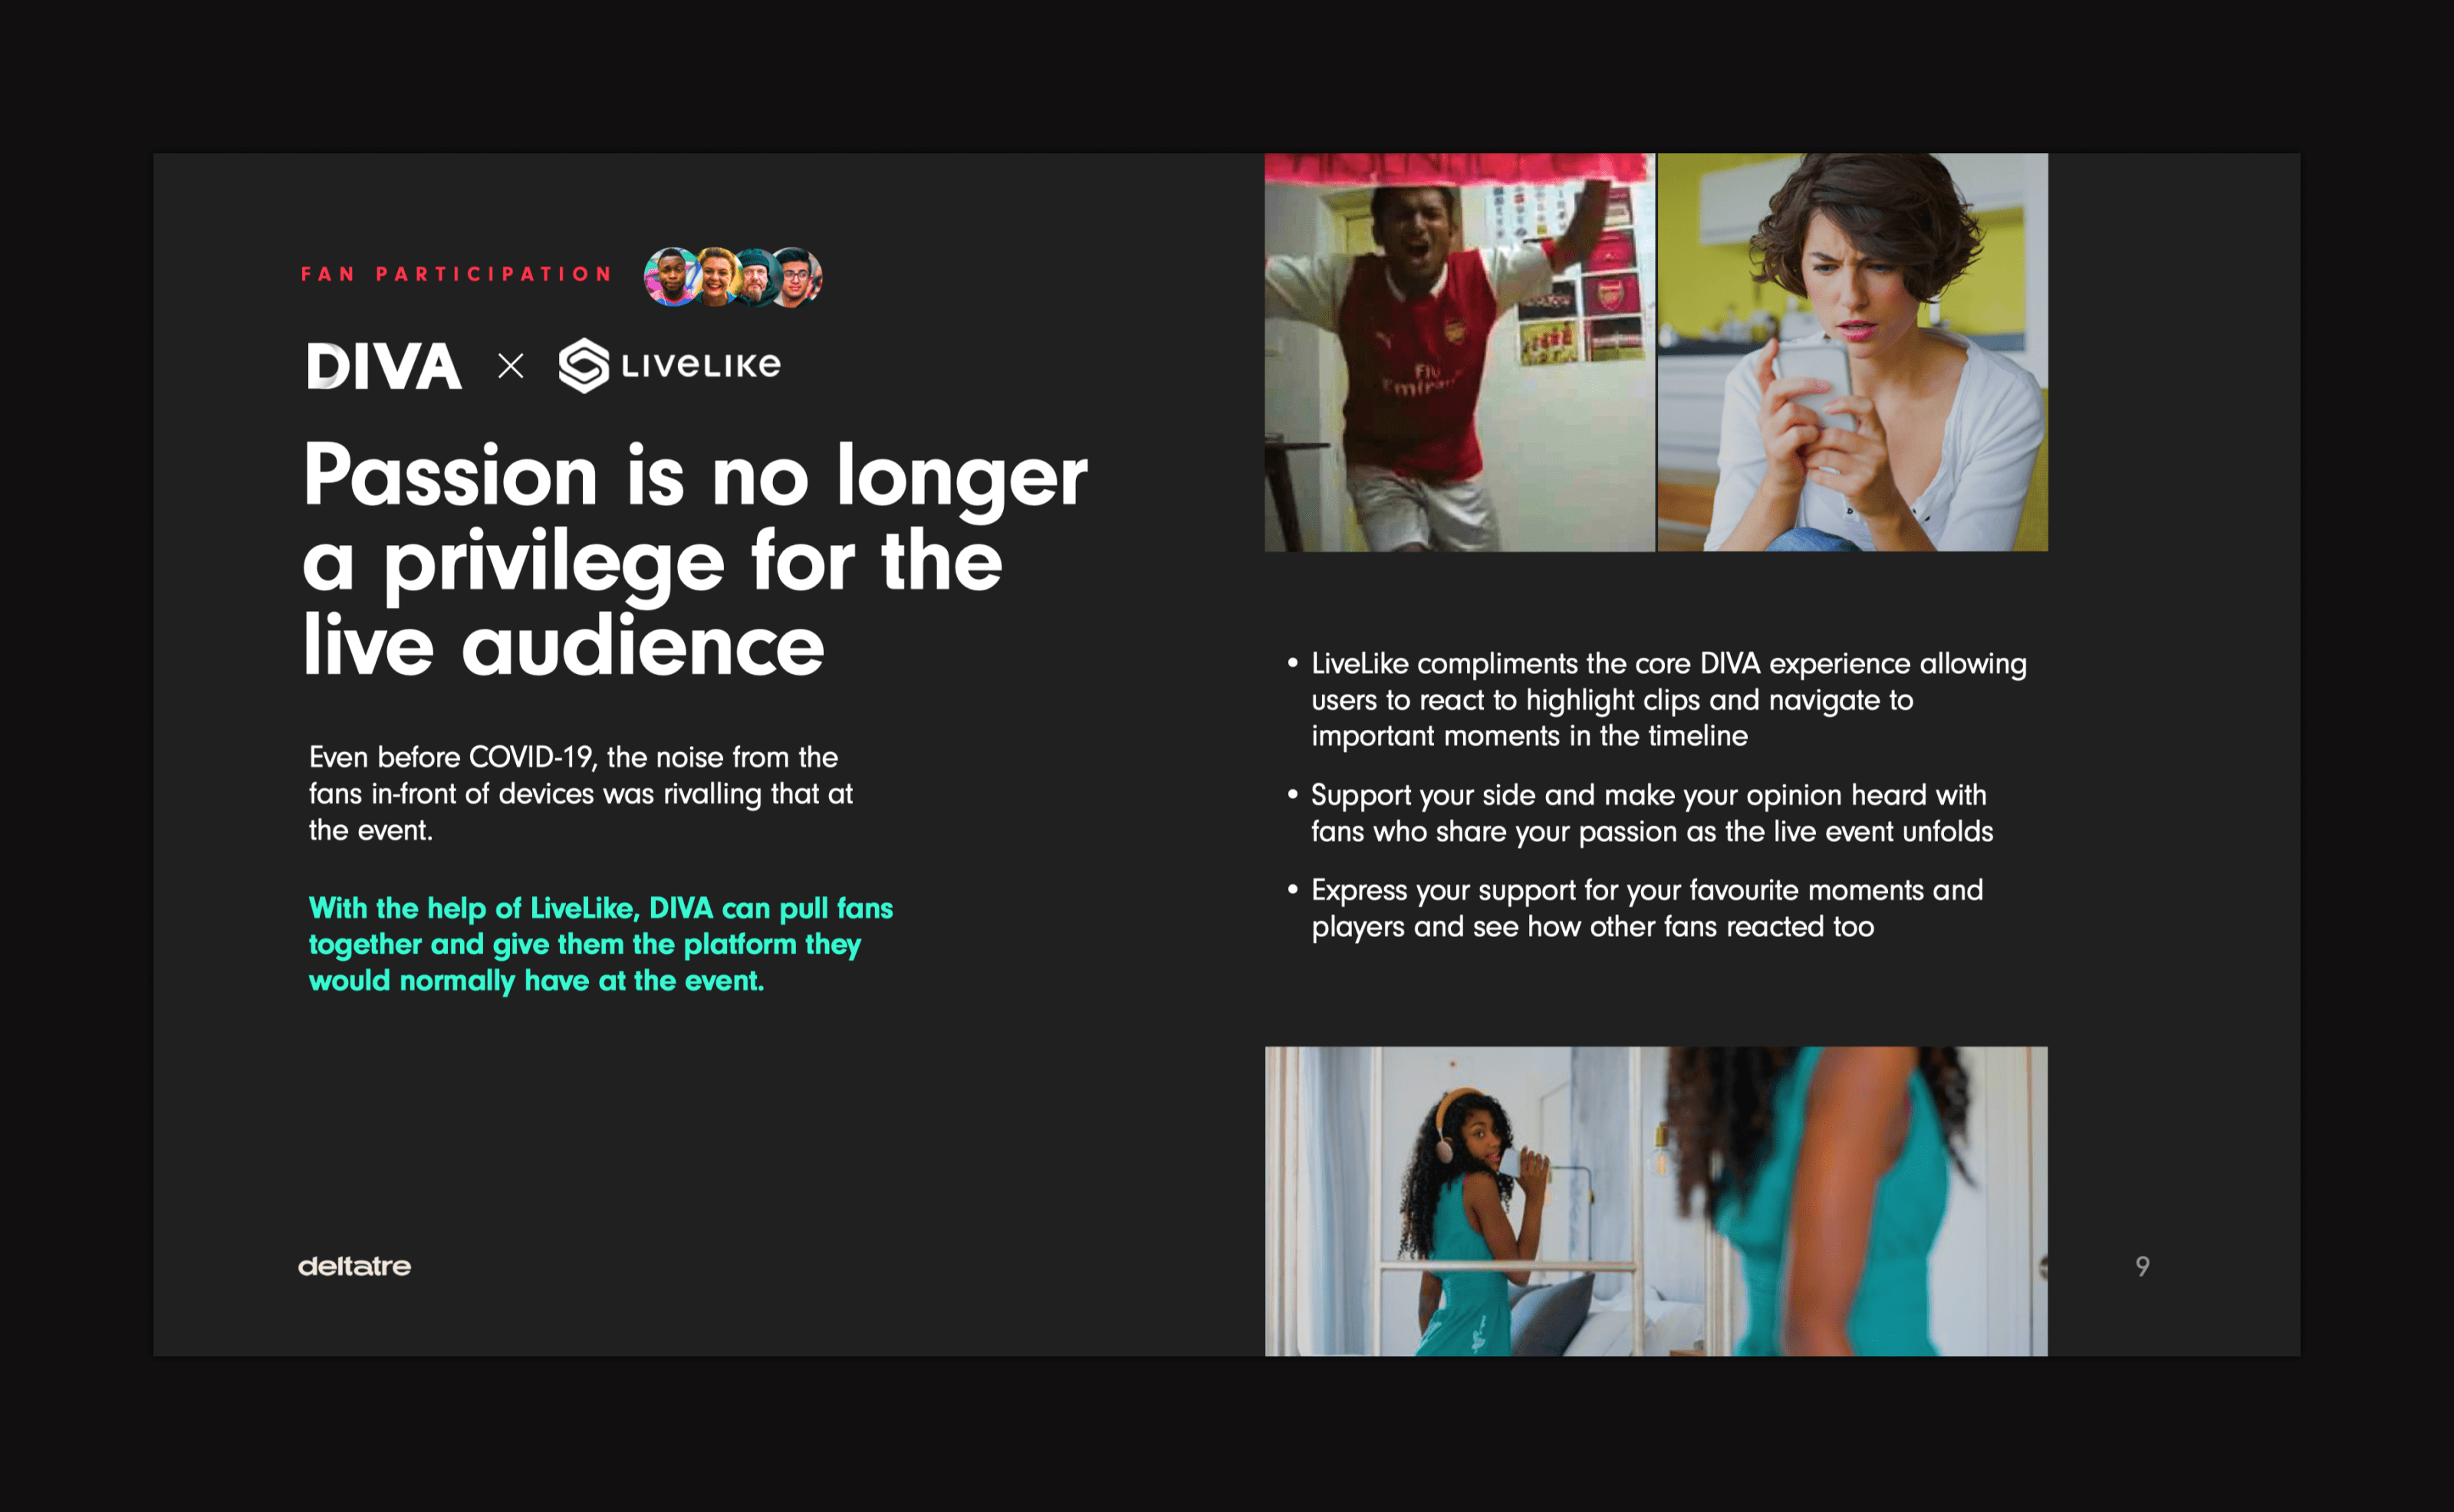 FAN PARTICIPATION
DIVA × LIVELIKE
Passion is no longer
a privilege for the
live audience
Even before COVID-19, the noise from the
fans in-front of devices was rivalling that at
the event.
With the help of LiveLike, DIVA can pull fans
together and give them the platform they
would normally have at the event.
deltatre
Fly
• LiveLike compliments the core DIVA experience allowing
users to react to highlight clips and navigate to
important moments in the timeline
• Support your side and make your opinion heard with
fans who share your passion as the live event unfolds
• Express your support for your favourite moments and
players and see how other fans reacted too
9